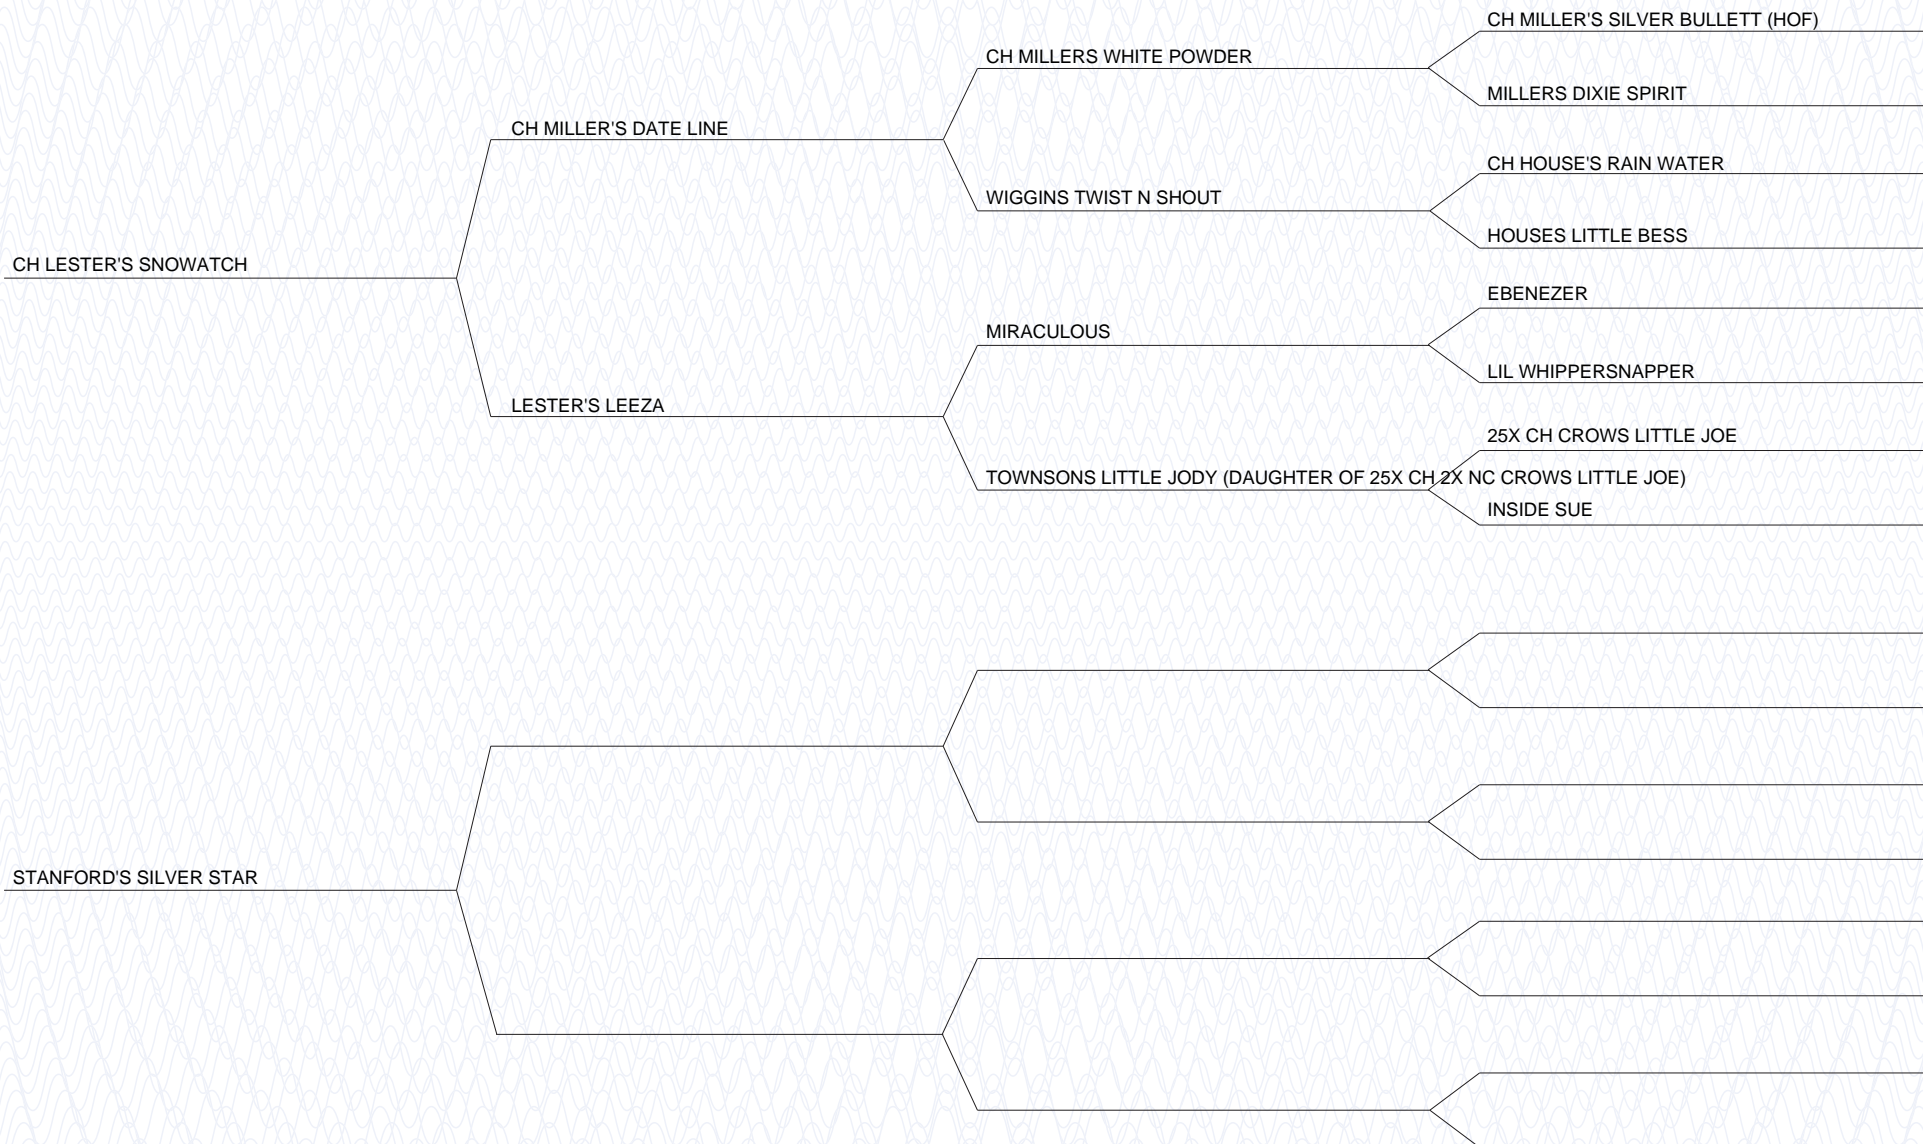 CH MILLER'S SILVER BULLETT (HOF)
CH MILLERS WHITE POWDER
MILLERS DIXIE SPIRIT
CH MILLER'S DATE LINE
CH HOUSE'S RAIN WATER
WIGGINS TWIST N SHOUT
HOUSES LITTLE BESS
CH LESTER'S SNOWATCH
EBENEZER
MIRACULOUS
LIL WHIPPERSNAPPER
LESTER'S LEEZA
25X CH CROWS LITTLE JOE
TOWNSONS LITTLE JODY (DAUGHTER OF 25X CH 2X NC CROWS LITTLE JOE)
INSIDE SUE
STANFORD'S SILVER STAR